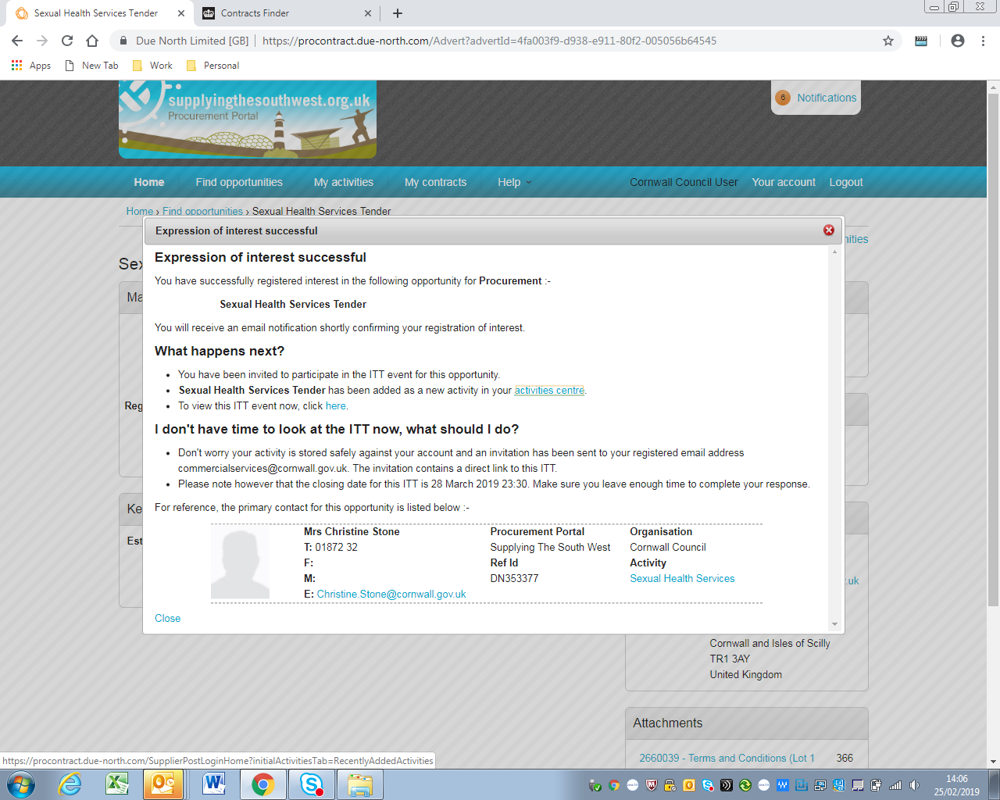 Sexual Health Services Tender
Contracts Finder
Due North Limited [GB] | https://procontract.due-north.com/Advert?advertId=4fa003f9-d938-e911-80f2-005056b64545
Apps New Tab Work Personal
supplyingthesouthwest.org.uk
Procurement Portal
6 Notifications
Home Find opportunities My activities My contracts Help Cornwall Council User Your account Logout
Home › Find opportunities › Sexual Health Services Tender
Expression of interest successful
nities
Sex
Expression of interest successful
You have successfully registered interest in the following opportunity for Procurement :-
Ma
Sexual Health Services Tender
You will receive an email notification shortly confirming your registration of interest.
What happens next?
You have been invited to participate in the ITT event for this opportunity.
Sexual Health Services Tender has been added as a new activity in your activities centre.
Reg
To view this ITT event now, click here.
I don't have time to look at the ITT now, what should I do?
Don't worry your activity is stored safely against your account and an invitation has been sent to your registered email address
commercialservices@cornwall.gov.uk. The invitation contains a direct link to this ITT.
Please note however that the closing date for this ITT is 28 March 2019 23:30. Make sure you leave enough time to complete your response.
Ke
For reference, the primary contact for this opportunity is listed below :-
Est
Mrs Christine Stone Procurement Portal Organisation
T: 01872 32 Supplying The South West Cornwall Council
F: Ref Id Activity
M: DN353377 Sexual Health Services
.uk
E: Christine.Stone@cornwall.gov.uk
Close
Cornwall and Isles of Scilly
TR1 3AY
United Kingdom
Attachments
2660039 - Terms and Conditions (Lot 1 366
https://procontract.due-north.com/SupplierPostLoginHome?initialActivitiesTab=RecentlyAddedActivities
14:06
25/02/2019